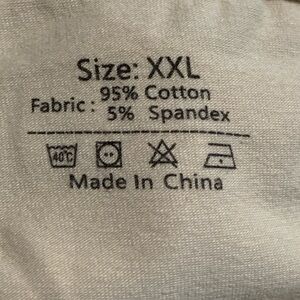 Size: XXL
Fabric: 95% Cotton
5% Spandex
40℃
Made In China